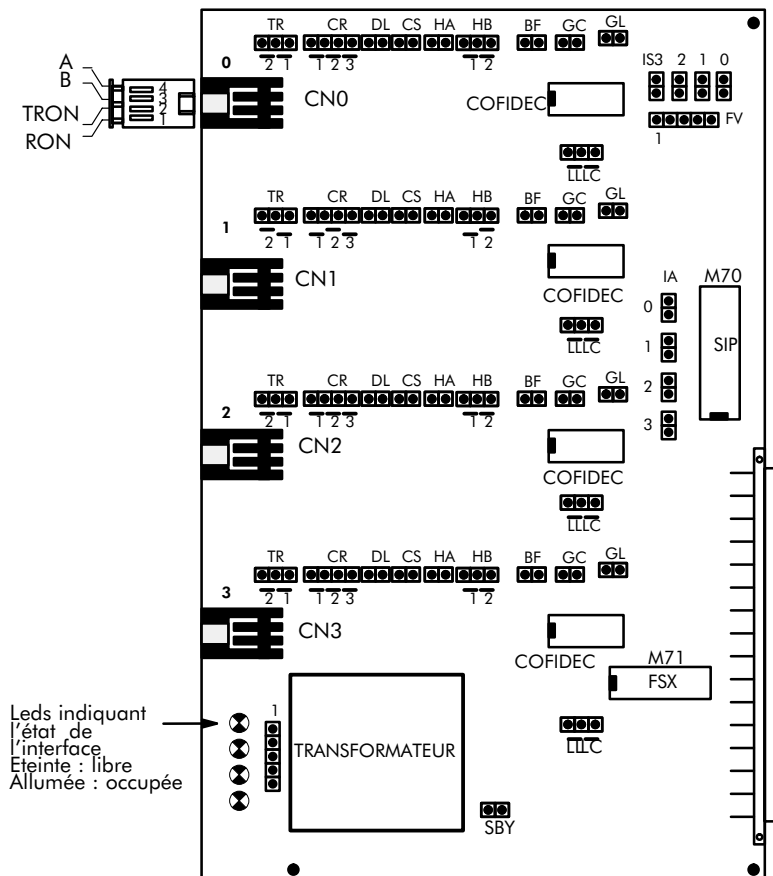 TR CR DL CS HA HB BF GC GL
2 1 1 2 3 1 2
IS3 2 1 0
A
B
TRON
RON
4
3
2
1
0
CN0
COFIDEC
FV
1
LLLC
TR CR DL CS HA HB BF GC GL
2 1 1 2 3 1 2
1
CN1
COFIDEC
LLLC
IA M70
0
1
2
3
SIP
TR CR DL CS HA HB BF GC GL
2 1 1 2 3 1 2
2
CN2
COFIDEC
LLLC
TR CR DL CS HA HB BF GC GL
2 1 1 2 3 1 2
3
CN3
COFIDEC
M71
FSX
LLLC
Leds indiquant
l'état de
l'interface
Eteinte : libre
Allumée : occupée
1
TRANSFORMATEUR
SBY